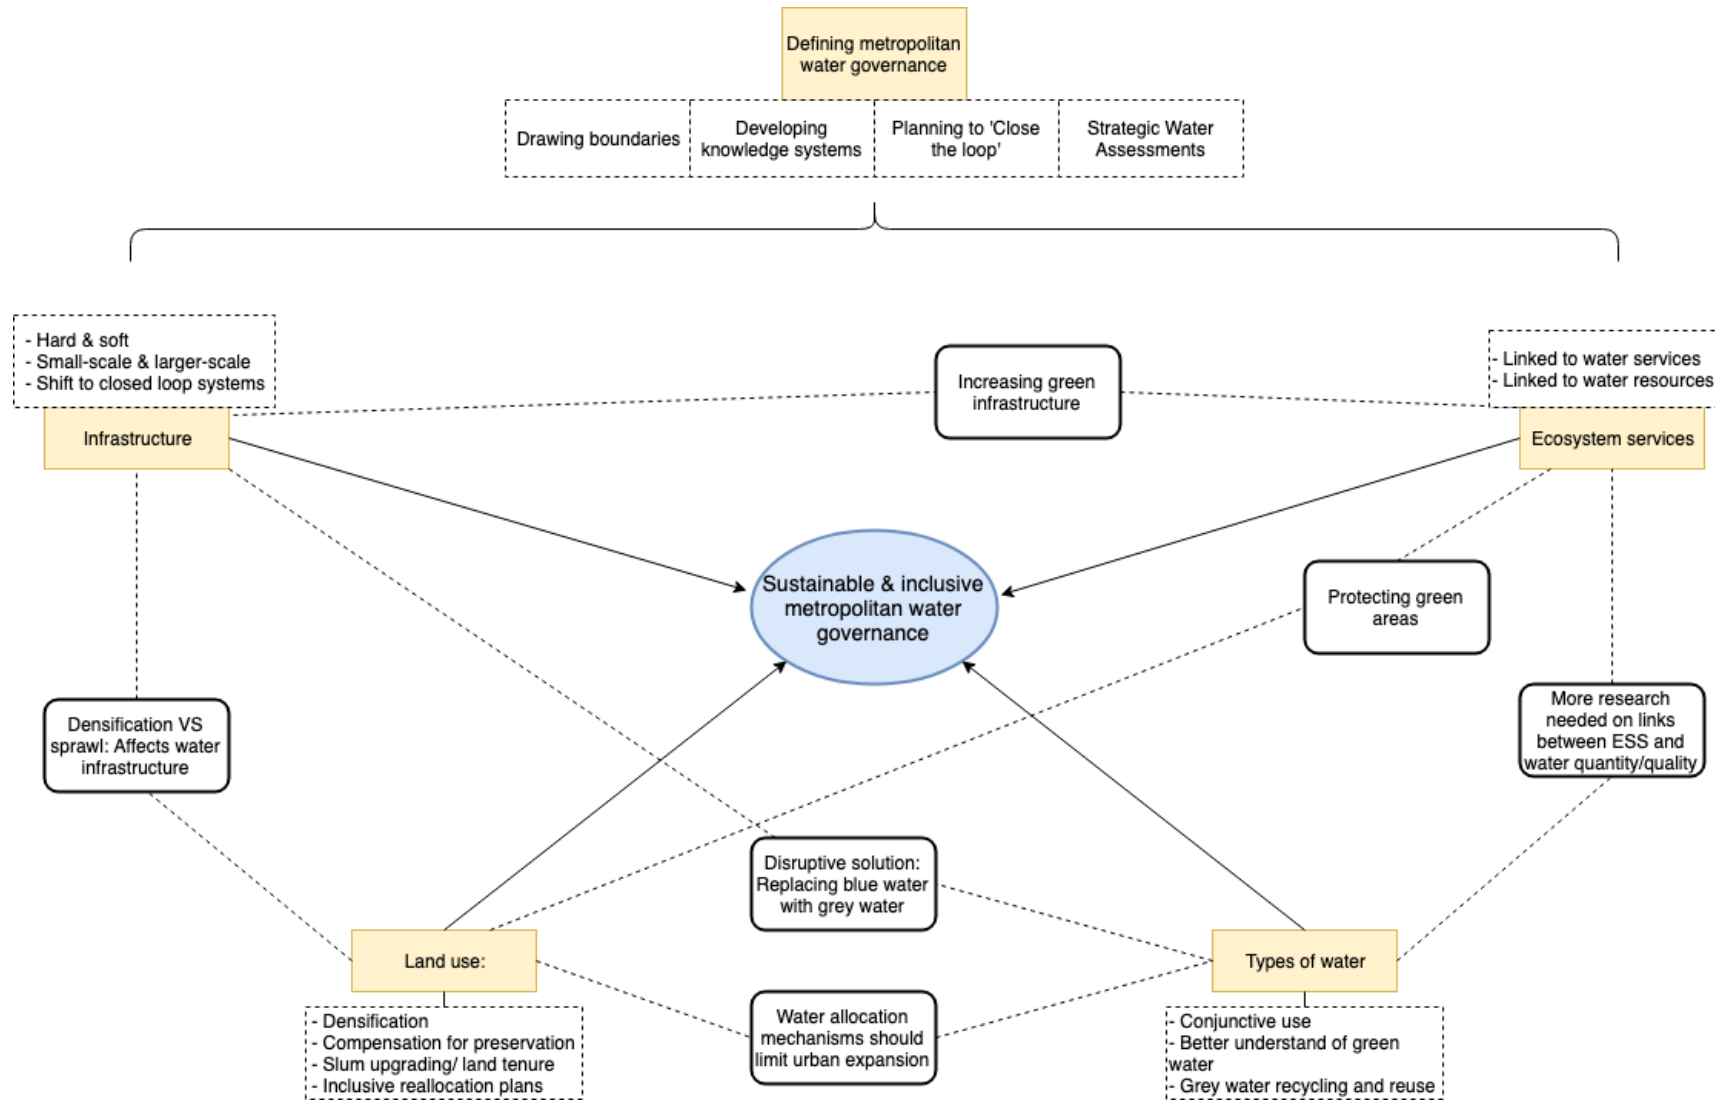 Defining metropolitan
water governance
Drawing boundaries
Developing
knowledge systems
Planning to 'Close
the loop'
Strategic Water
Assessments
- Hard & soft
- Small-scale & larger-scale
- Shift to closed loop systems
Infrastructure
Increasing green
infrastructure
- Linked to water services
- Linked to water resources
Ecosystem services
Sustainable & inclusive
metropolitan water
governance
Protecting green
areas
Densification VS
sprawl: Affects water
infrastructure
More research
needed on links
between ESS and
water quantity/quality
Disruptive solution:
Replacing blue water
with grey water
Land use:
- Densification
- Compensation for preservation
- Slum upgrading/ land tenure
- Inclusive reallocation plans
Water allocation
mechanisms should
limit urban expansion
Types of water
- Conjunctive use
- Better understand of green
water
- Grey water recycling and reuse